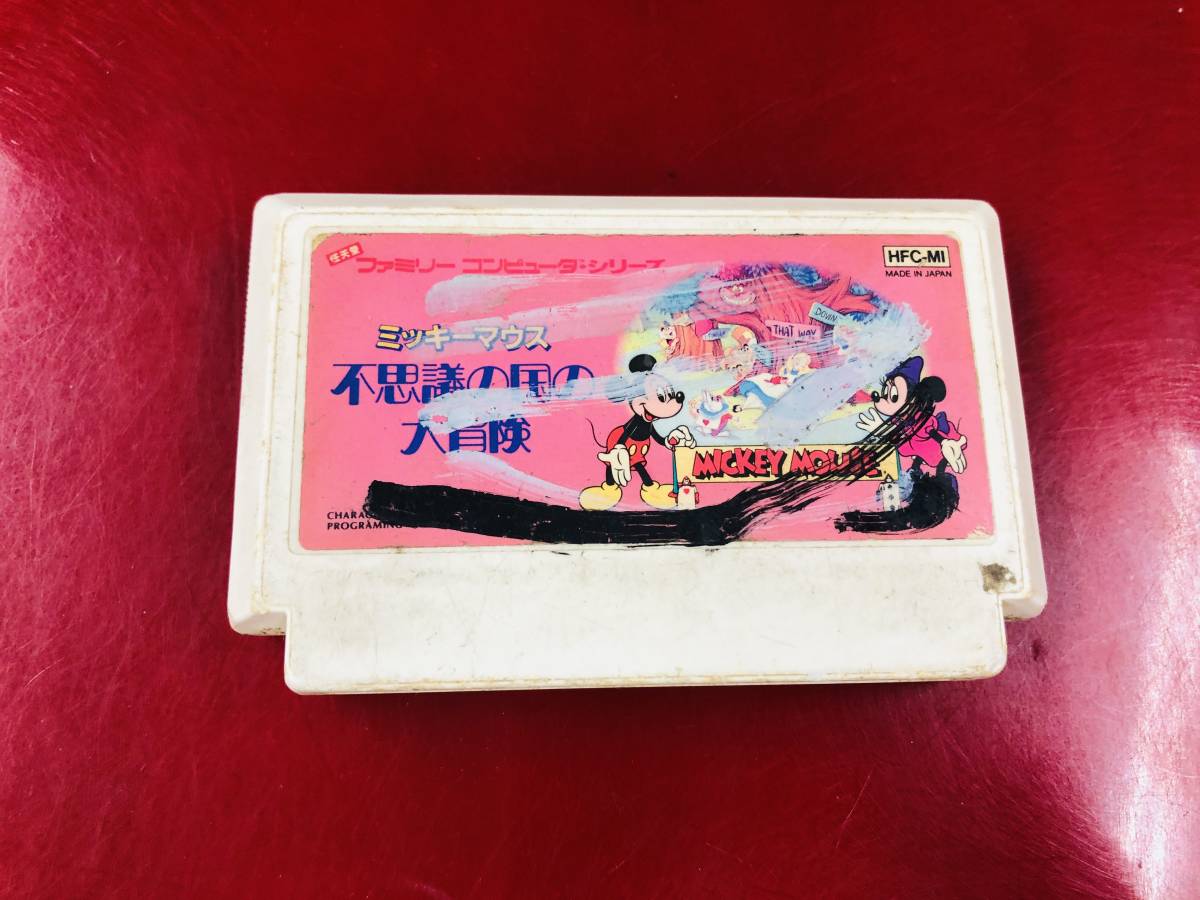 任天堂
ファミリー コンピュータ シリーズ
HFC-MI
MADE IN JAPAN
ミッキーマウス
不思議の国の
大冒険
THAT WAY
DOWN
MICKEY MOUSE
PROGRAMING